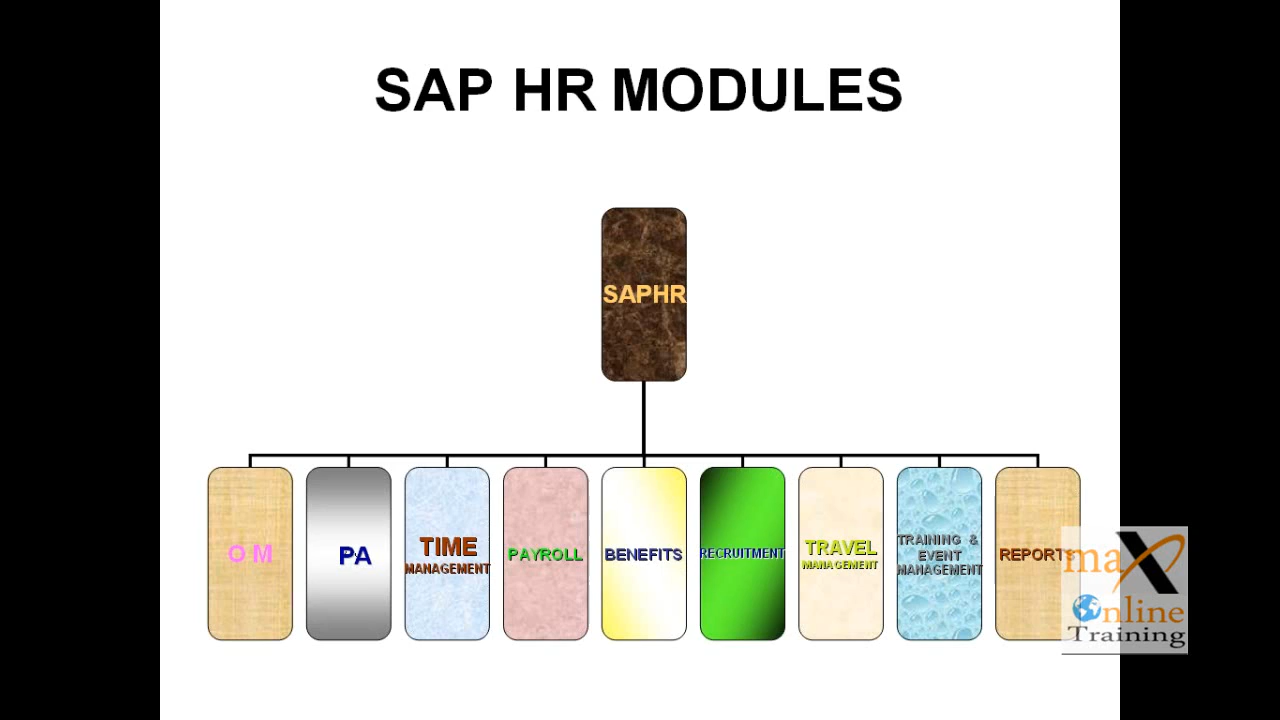 SAP HR MODULES
SAPHR
O M
PA
TIME
MANAGEMENT
PAYROLL
BENEFITS
RECRUITMENT
TRAVEL
MANAGEMENT
TRAINING &
EVENT
MANAGEMENT
REPORTS
max
Online
Training